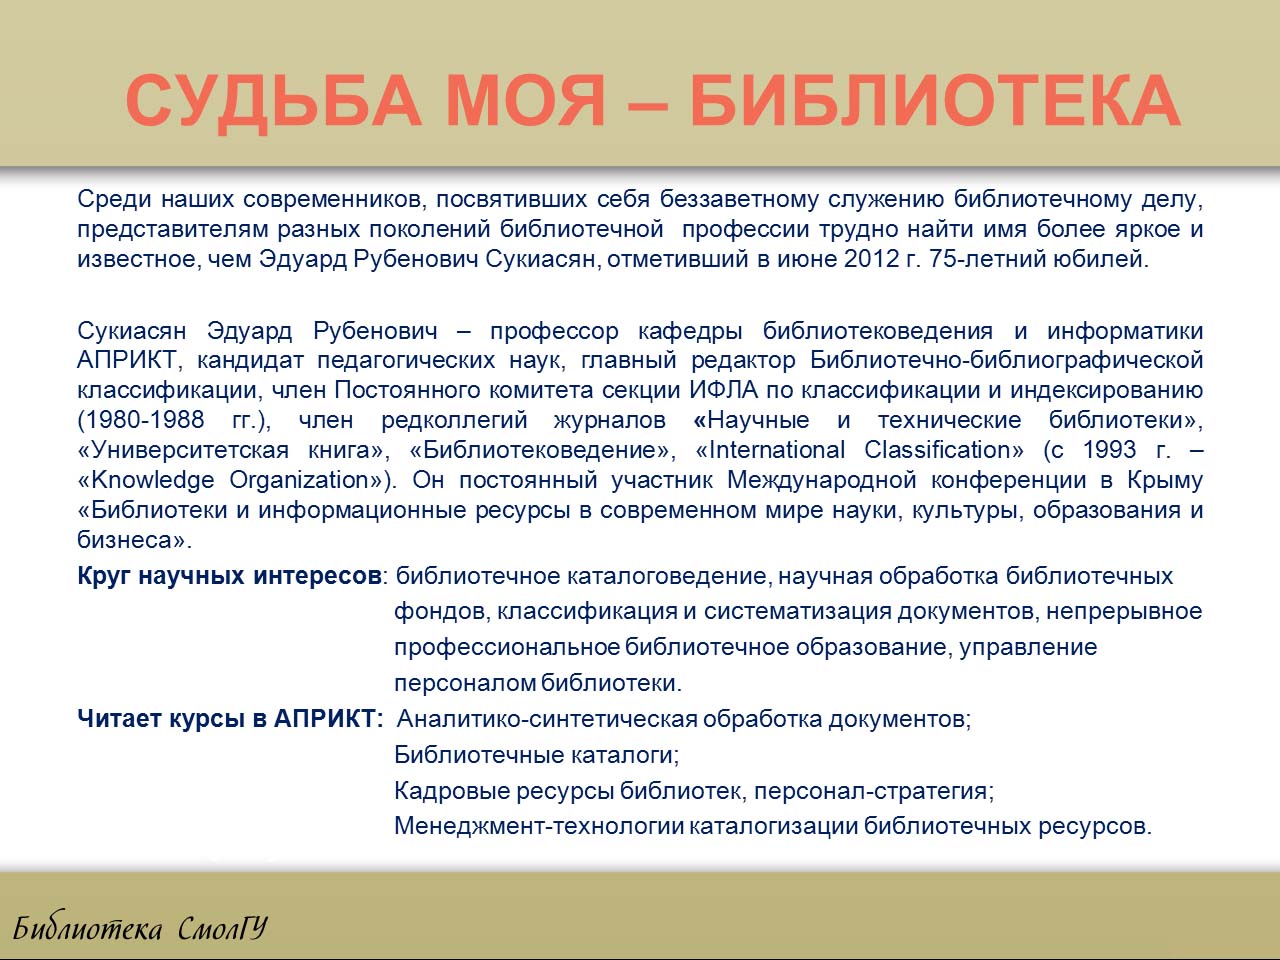 СУДЬБА МОЯ – БИБЛИОТЕКА
Среди наших современников, посвятивших себя беззаветному служению библиотечному делу,
представителям разных поколений библиотечной профессии трудно найти имя более яркое и
известное, чем Эдуард Рубенович Сукиасян, отметивший в июне 2012 г. 75-летний юбилей.
Сукиасян Эдуард Рубенович – профессор кафедры библиотековедения и информатики
АПРИКТ, кандидат педагогических наук, главный редактор Библиотечно-библиографической
классификации, член Постоянного комитета секции ИФЛА по классификации и индексированию
(1980-1988 гг.), член редколлегий журналов «Научные и технические библиотеки»,
«Университетская книга», «Библиотековедение», «International Classification» (с 1993 г. –
«Knowledge Organization»). Он постоянный участник Международной конференции в Крыму
«Библиотеки и информационные ресурсы в современном мире науки, культуры, образования и
бизнеса».
Круг научных интересов: библиотечное каталоговедение, научная обработка библиотечных
фондов, классификация и систематизация документов, непрерывное
профессиональное библиотечное образование, управление
персоналом библиотеки.
Читает курсы в АПРИКТ: Аналитико-синтетическая обработка документов;
Библиотечные каталоги;
Кадровые ресурсы библиотек, персонал-стратегия;
Менеджмент-технологии каталогизации библиотечных ресурсов.
Библиотека СмолГУ